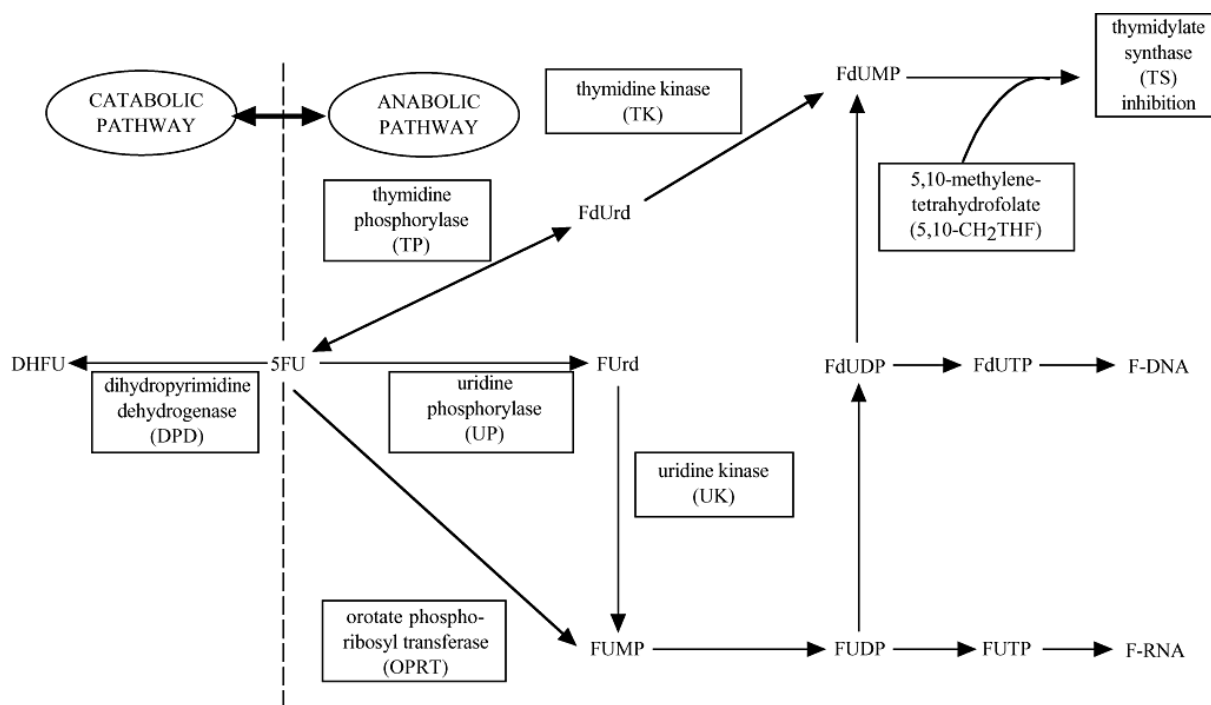 CATABOLIC
PATHWAY
ANABOLIC
PATHWAY
thymidine kinase
(TK)
FdUMP
thymidylate
synthase
(TS)
inhibition
thymidine
phosphorylase
(TP)
FdUrd
5,10-methylene-
tetrahydrofolate
(5,10-CH2THF)
DHFU
5FU
FUrd
FdUDP
FdUTP
F-DNA
dihydropyrimidine
dehydrogenase
(DPD)
uridine
phosphorylase
(UP)
uridine kinase
(UK)
orotate phospho-
ribosyl transferase
(OPRT)
FUMP
FUDP
FUTP
F-RNA